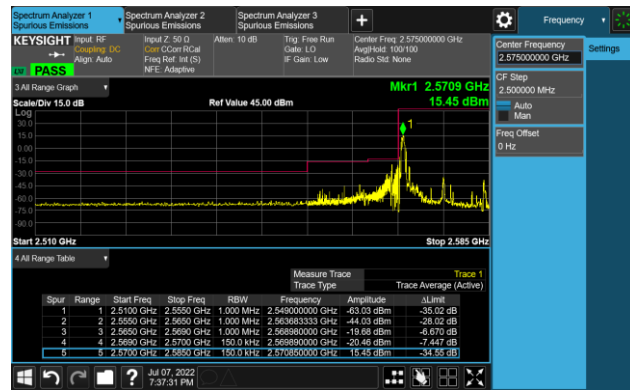 Spectrum Analyzer 1
Spurious Emissions
Spectrum Analyzer 2
Spurious Emissions
Spectrum Analyzer 3
Spurious Emissions
Frequency
KEYSIGHT
Input: RF
Coupling: DC
Align: Auto
Input Z: 50 Ω
Corr CCorr RCal
Freq Ref: Int (S)
NFE: Adaptive
Atten: 10 dB
Trig: Free Run
Gate: LO
IF Gain: Low
Center Freq: 2.575000000 GHz
Avg|Hold: 100/100
Radio Std: None
PASS
Center Frequency
2.575000000 GHz
Settings
CF Step
2.500000 MHz
Auto
Man
Freq Offset
0 Hz
3 All Range Graph
Scale/Div 15.0 dB
Ref Value 45.00 dBm
Mkr1 2.5709 GHz
15.45 dBm
Log
30.0
15.0
0.00
-15.0
-30.0
-45.0
-60.0
-75.0
-90.0
1
Start 2.510 GHz
Stop 2.585 GHz
4 All Range Table
Measure Trace Trace 1
Trace Type Trace Average (Active)
Spur Range Start Freq Stop Freq RBW Frequency Amplitude ΔLimit
1 1 2.5100 GHz 2.5550 GHz 1.000 MHz 2.549000000 GHz -63.03 dBm -35.02 dB
2 2 2.5550 GHz 2.5650 GHz 1.000 MHz 2.563683333 GHz -44.03 dBm -28.02 dB
3 3 2.5650 GHz 2.5690 GHz 1.000 MHz 2.568980000 GHz -19.68 dBm -6.670 dB
4 4 2.5690 GHz 2.5700 GHz 150.0 kHz 2.569890000 GHz -20.46 dBm -7.447 dB
5 5 2.5700 GHz 2.5850 GHz 150.0 kHz 2.570850000 GHz 15.45 dBm -34.55 dB
?
Jul 07, 2022
7:37:31 PM